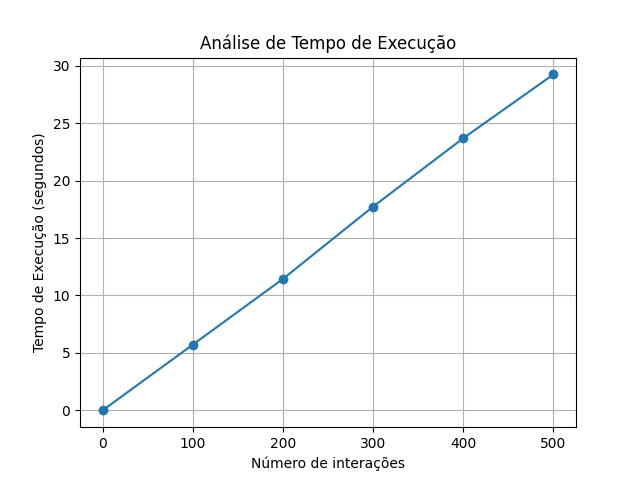 Análise de Tempo de Execução
30
25
20
15
10
5
0
Tempo de Execução (segundos)
0 100 200 300 400 500
Número de interações